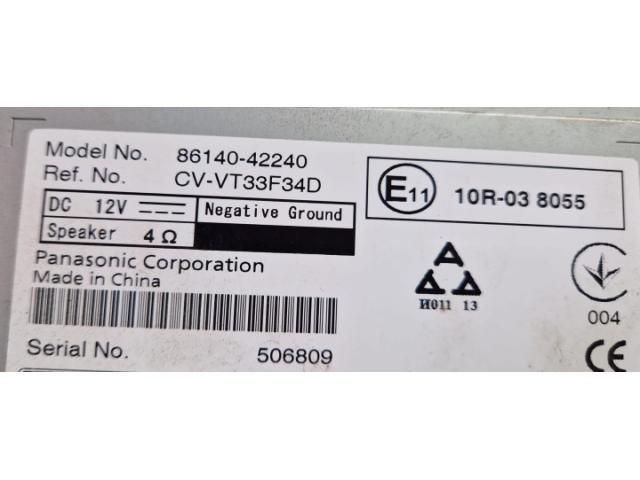 Model No. 86140-42240
Ref. No. CV-VT33F34D
DC 12V Negative Ground
Speaker 4 Ω
Panasonic Corporation
Made in China
Serial No. 506809
E11 10R-03 8055
И011 13
004
CE